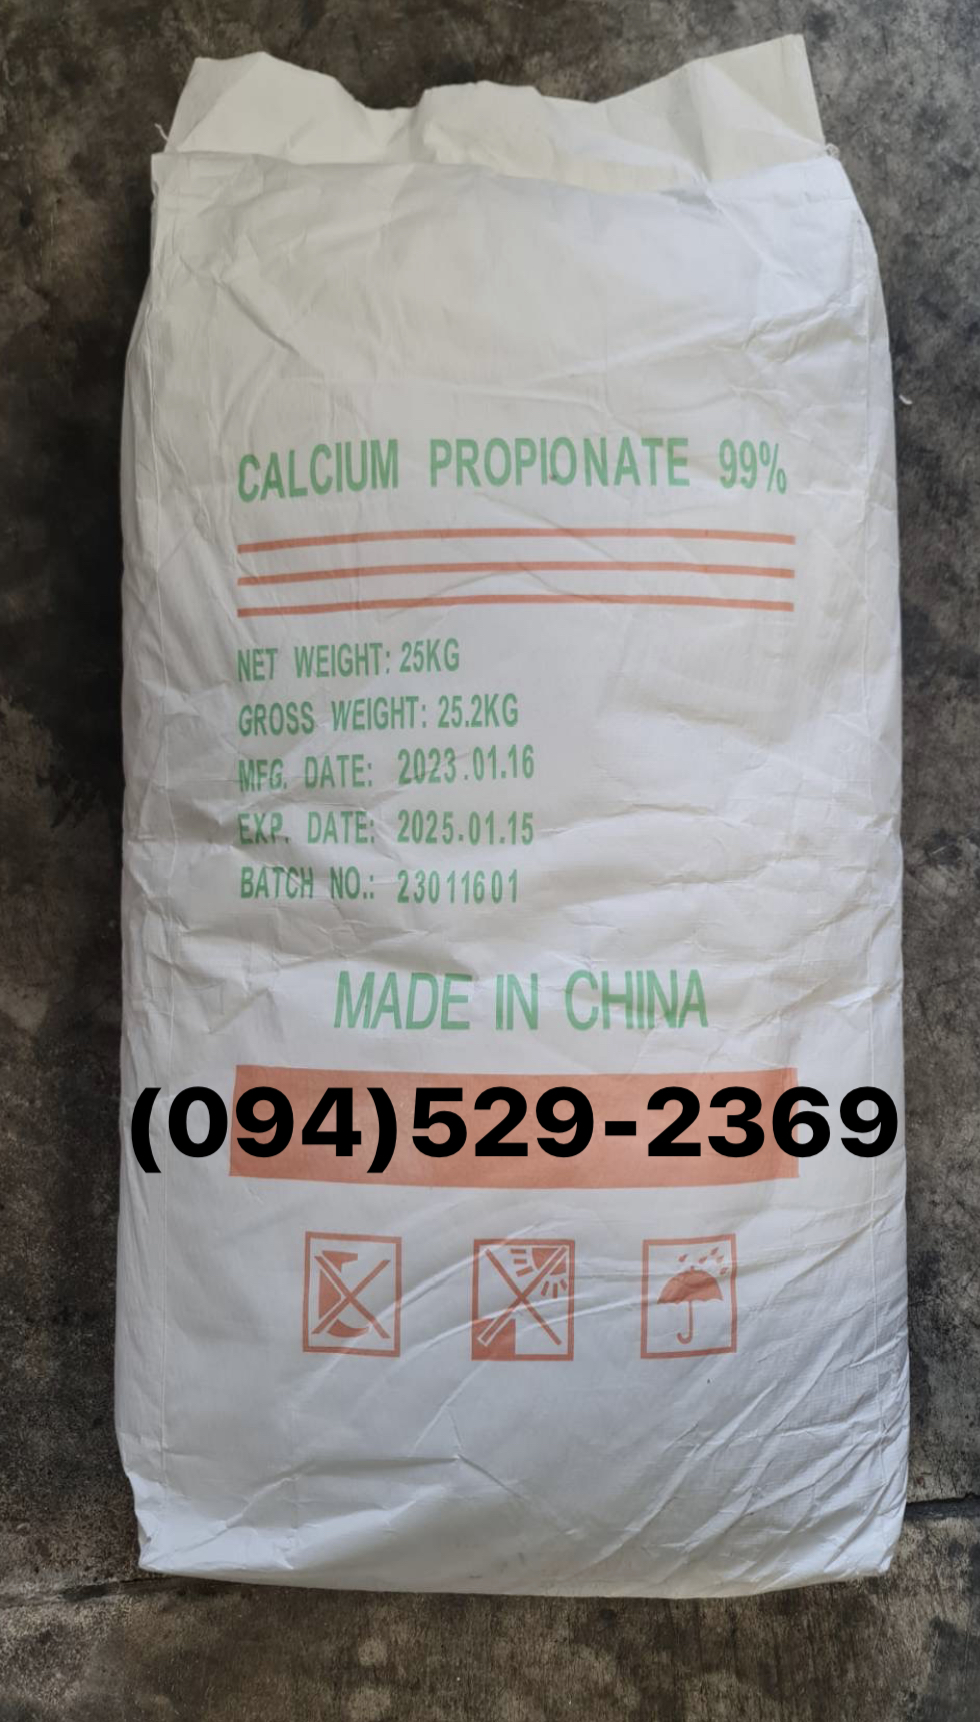 CALCIUM PROPIONATE 99%
NET WEIGHT: 25KG
GROSS WEIGHT: 25.2KG
MFG. DATE: 2023.01.16
EXP. DATE: 2025.01.15
BATCH NO.: 23011601
MADE IN CHINA
(094)529-2369